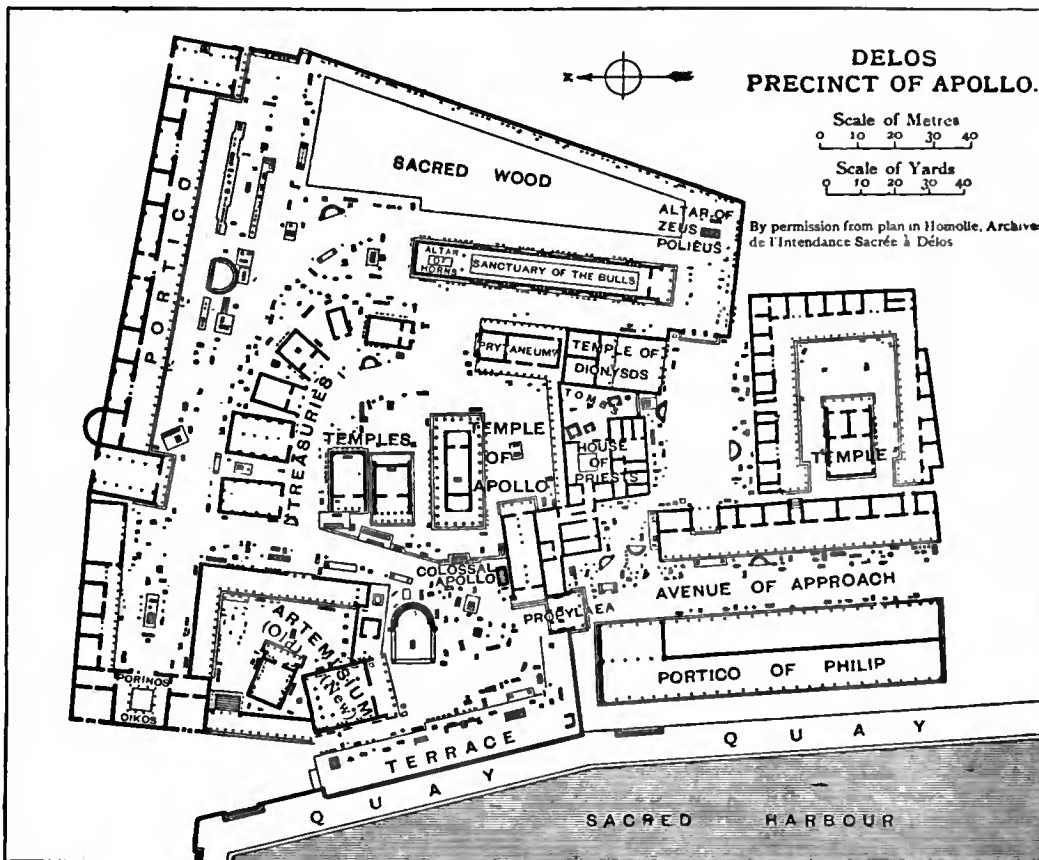 DELOS
PRECINCT OF APOLLO.
Scale of Metres
0 10 20 30 40
Scale of Yards
0 10 20 30 40
By permission from plan in Homolle, Archives
de l'Intendance Sacrée à Délos
N
SACRED WOOD
ALTAR OF
ZEUS
POLIEUS
PORTICO
ALTAR
OF
HORNS
SANCTUARY OF THE BULLS
PRYTANEUM?
TEMPLE OF
DIONYSDS
TOMB
TREASURIES
TEMPLES
TEMPLE
OF
APOLLO
HOUSE
OF
PRIESTS
TEMPLE
COLOSSAL
APOLLO
AVENUE OF APPROACH
PROPYLAEA
ARTEMISIUM
(Old)
(New)
PORTICO OF PHILIP
PORINOS
OIKOS
TERRACE
QUAY
QUAY
SACRED HARBOUR